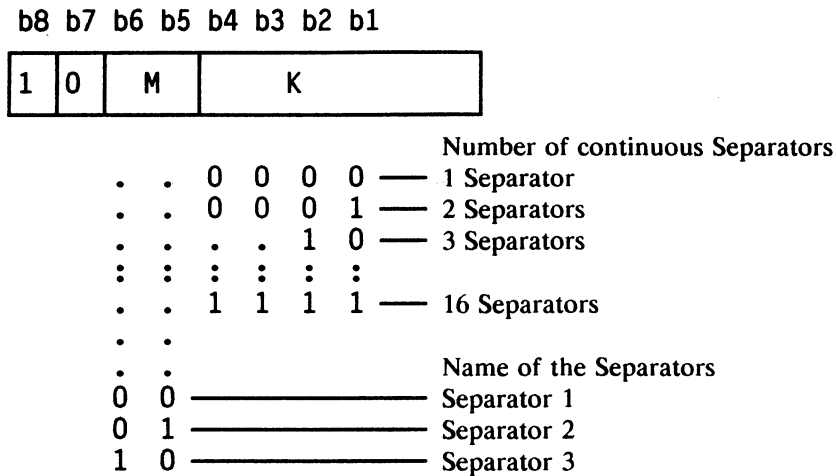 b8 b7 b6 b5 b4 b3 b2 b1
1 0 M K
Number of continuous Separators
. . 0 0 0 0 — 1 Separator
. . 0 0 0 1 — 2 Separators
. . . . 1 0 — 3 Separators
: : : : : :
. . 1 1 1 1 — 16 Separators
. .
. . Name of the Separators
0 0 — Separator 1
0 1 — Separator 2
1 0 — Separator 3